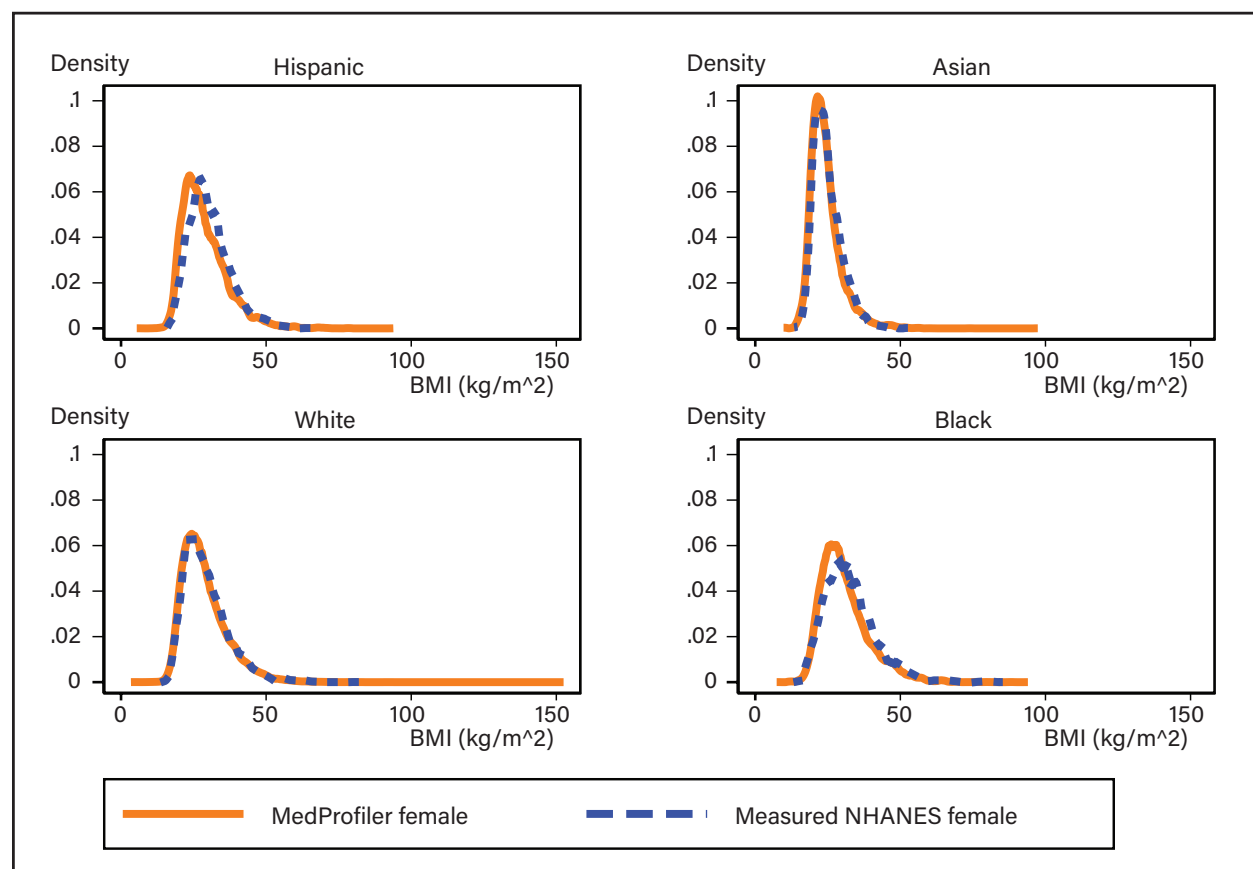 Density
Hispanic
.1
.08
.06
.04
.02
0
0 50 100 150
BMI (kg/m^2)
Density
Asian
.1
.08
.06
.04
.02
0
0 50 100 150
BMI (kg/m^2)
Density
White
.1
.08
.06
.04
.02
0
0 50 100 150
BMI (kg/m^2)
Density
Black
.1
.08
.06
.04
.02
0
0 50 100 150
BMI (kg/m^2)
MedProfiler female
Measured NHANES female